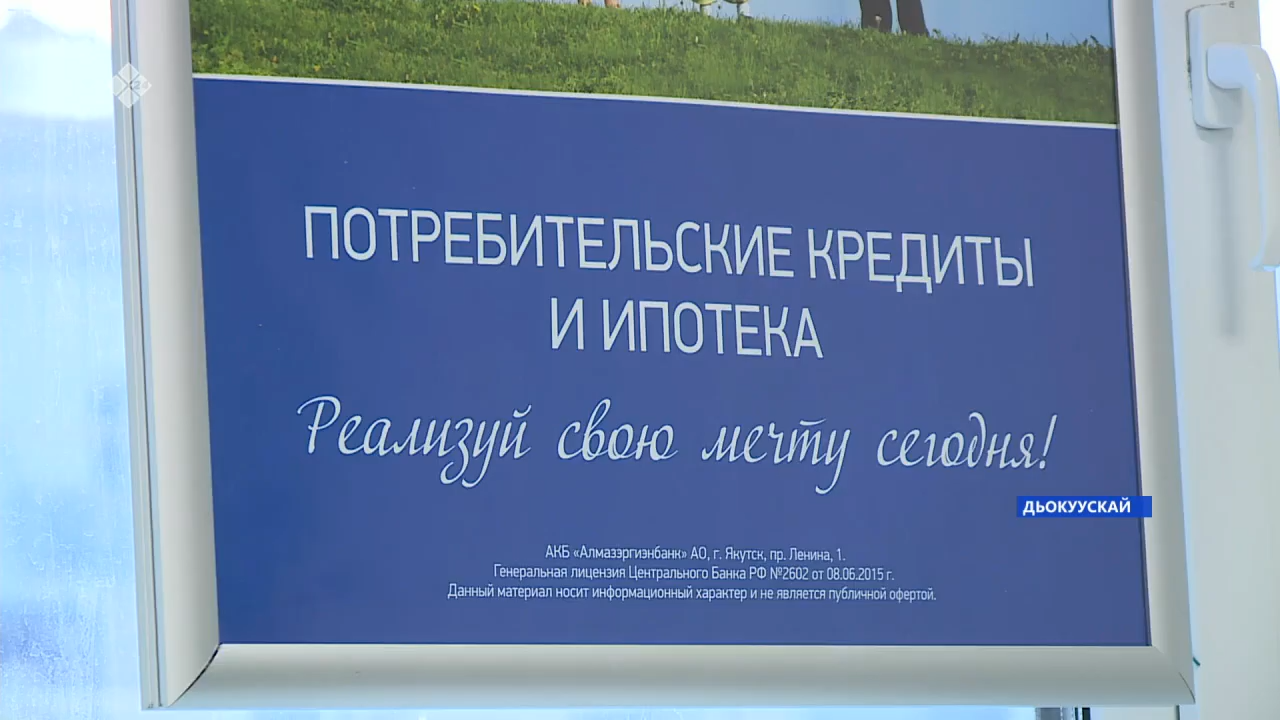 ПОТРЕБИТЕЛЬСКИЕ КРЕДИТЫ
И ИПОТЕКА
Реализуй свою мечту сегодня!
ДЬОКУУСКАЙ
АКБ «Алмазэргиэнбанк» АО, г. Якутск, пр. Ленина, 1.
Генеральная лицензия Центрального Банка РФ №2602 от 08.06.2015 г.
Данный материал носит информационный характер и не является публичной офертой.